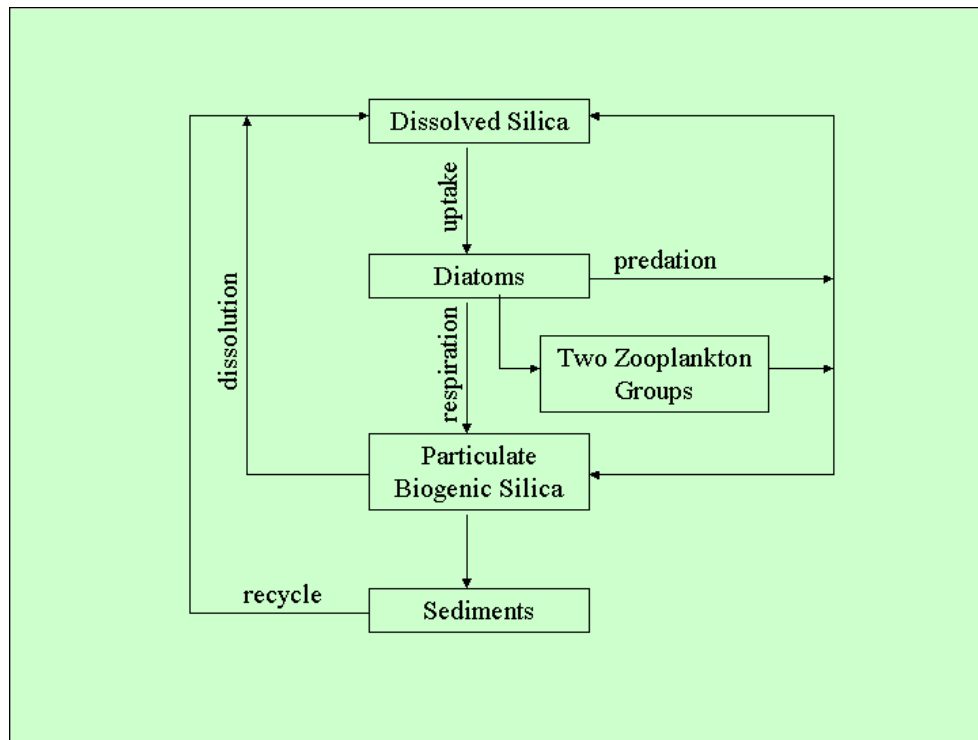 Dissolved Silica
uptake
Diatoms
predation
dissolution
respiration
Two Zooplankton
Groups
Particulate
Biogenic Silica
recycle
Sediments